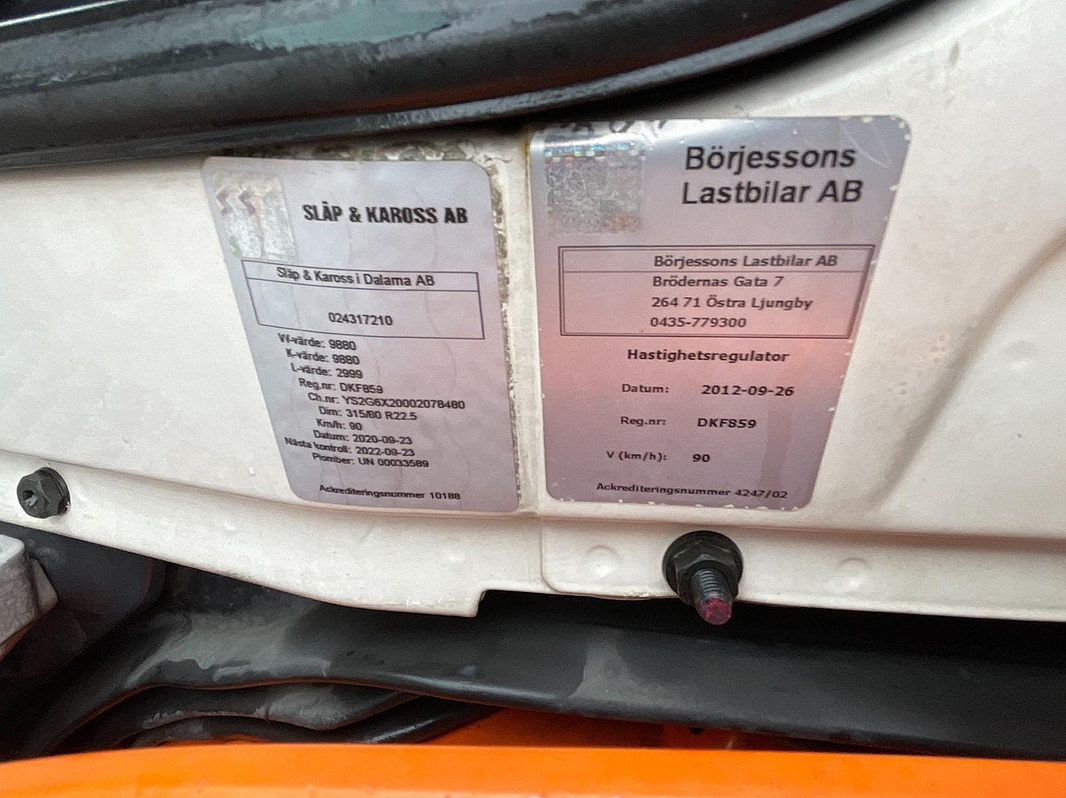 SLÄP & KAROSS AB
Släp & Kaross i Dalarna AB
024317210
W-värde: 9880
K-värde: 9880
L-värde: 2999
Reg.nr: DKF859
Ch.nr: YS2G6X20002078480
Dim: 315/80 R22.5
Km/h: 90
Datum: 2020-09-23
Nästa kontroll: 2022-09-23
Plomber: UN 00033589
Ackrediteringsnummer 10188
Börjessons
Lastbilar AB
Börjessons Lastbilar AB
Brödernas Gata 7
264 71 Östra Ljungby
0435-779300
Hastighetsregulator
Datum: 2012-09-26
Reg.nr: DKF859
V (km/h): 90
Ackrediteringsnummer 4247/02